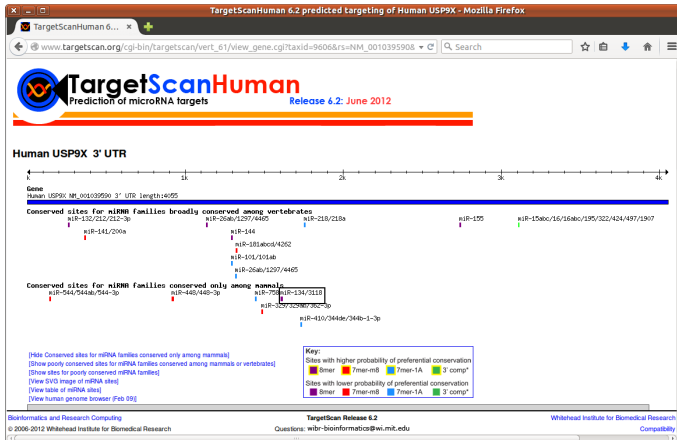 TargetScanHuman 6.2 predicted targeting of Human USP9X - Mozilla Firefox
TargetScanHuman 6...
www.targetscan.org/cgi-bin/targetscan/vert_61/view_gene.cgi?taxid=9606&rs=NM_001039590&
Search
TargetScanHuman
Prediction of microRNA targets
Release 6.2: June 2012
Human USP9X 3' UTR
k 1k 2k 3k 4k
Gene
Human USP9X NM_001039590 3' UTR length:4055
Conserved sites for miRNA families broadly conserved among vertebrates
miR-132/212/212-3p miR-26ab/1297/4465 miR-218/218a miR-155 miR-15abc/16/16abc/195/322/424/497/1907
miR-141/200a miR-144
miR-181abcd/4262
miR-101/101ab
miR-26ab/1297/4465
Conserved sites for miRNA families conserved only among mammals
miR-544/544ab/544-3p miR-448/448-3p miR-758 miR-134/3118
miR-329/329ab/362-3p
miR-410/344de/344b-1-3p
[Hide Conserved sites for miRNA families conserved only among mammals]
[Show poorly conserved sites for miRNA families conserved among mammals or vertebrates]
[Show sites for poorly conserved miRNA families]
[View SVG image of miRNA sites]
[View table of miRNA sites]
[View human genome browser (Feb 09)]
Key:
Sites with higher probability of preferential conservation
8mer 7mer-m8 7mer-1A 3' comp*
Sites with lower probability of preferential conservation
8mer 7mer-m8 7mer-1A 3' comp*
Bioinformatics and Research Computing TargetScan Release 6.2 Whitehead Institute for Biomedical Research
© 2006-2012 Whitehead Institute for Biomedical Research Questions: wibr-bioinformatics@wi.mit.edu Compatibility